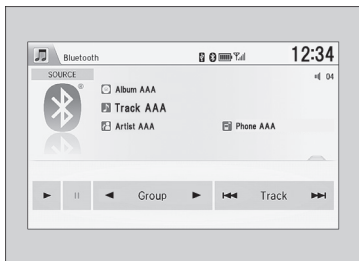 Bluetooth 12:34
SOURCE 04
Album AAA
Track AAA
Artist AAA Phone AAA
Group Track